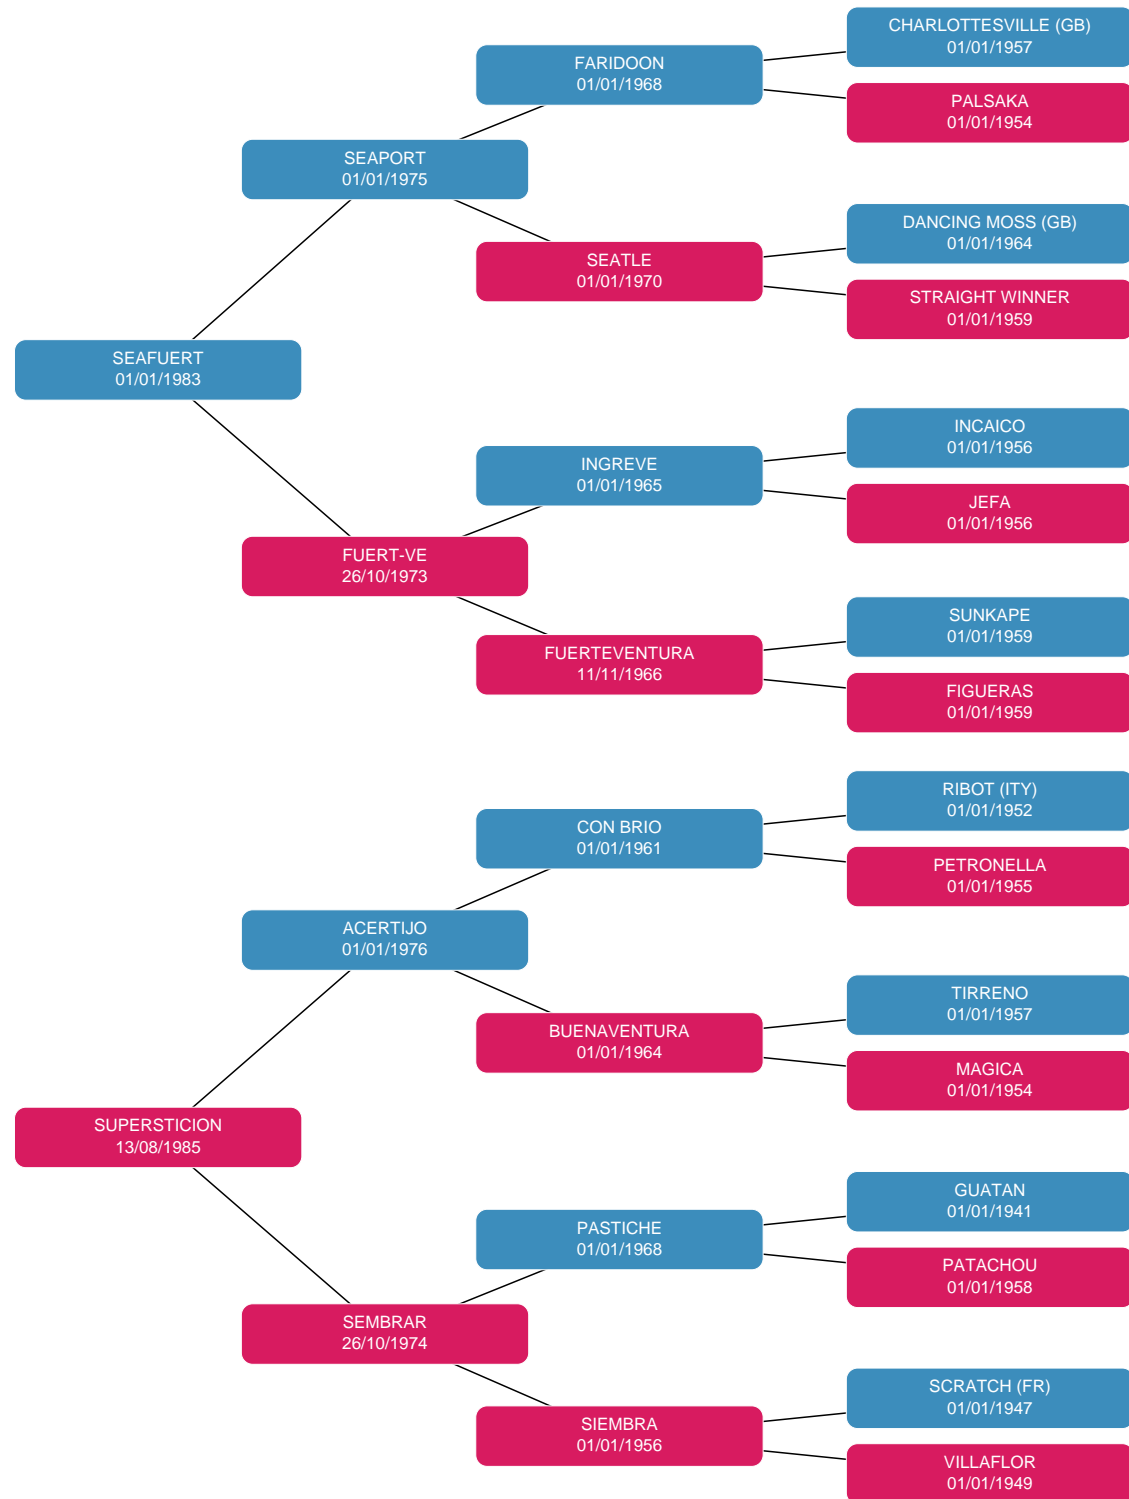 CHARLOTTESVILLE (GB)
01/01/1957
FARIDOON
01/01/1968
PALSAKA
01/01/1954
SEAPORT
01/01/1975
DANCING MOSS (GB)
01/01/1964
SEATLE
01/01/1970
STRAIGHT WINNER
01/01/1959
SEAFUERT
01/01/1983
INCAICO
01/01/1956
INGREVE
01/01/1965
JEFA
01/01/1956
FUERT-VE
26/10/1973
SUNKAPE
01/01/1959
FUERTEVENTURA
11/11/1966
FIGUERAS
01/01/1959
RIBOT (ITY)
01/01/1952
CON BRIO
01/01/1961
PETRONELLA
01/01/1955
ACERTIJO
01/01/1976
TIRRENO
01/01/1957
BUENAVENTURA
01/01/1964
MAGICA
01/01/1954
SUPERSTICION
13/08/1985
GUATAN
01/01/1941
PASTICHE
01/01/1968
PATACHOU
01/01/1958
SEMBRAR
26/10/1974
SCRATCH (FR)
01/01/1947
SIEMBRA
01/01/1956
VILLAFLOR
01/01/1949